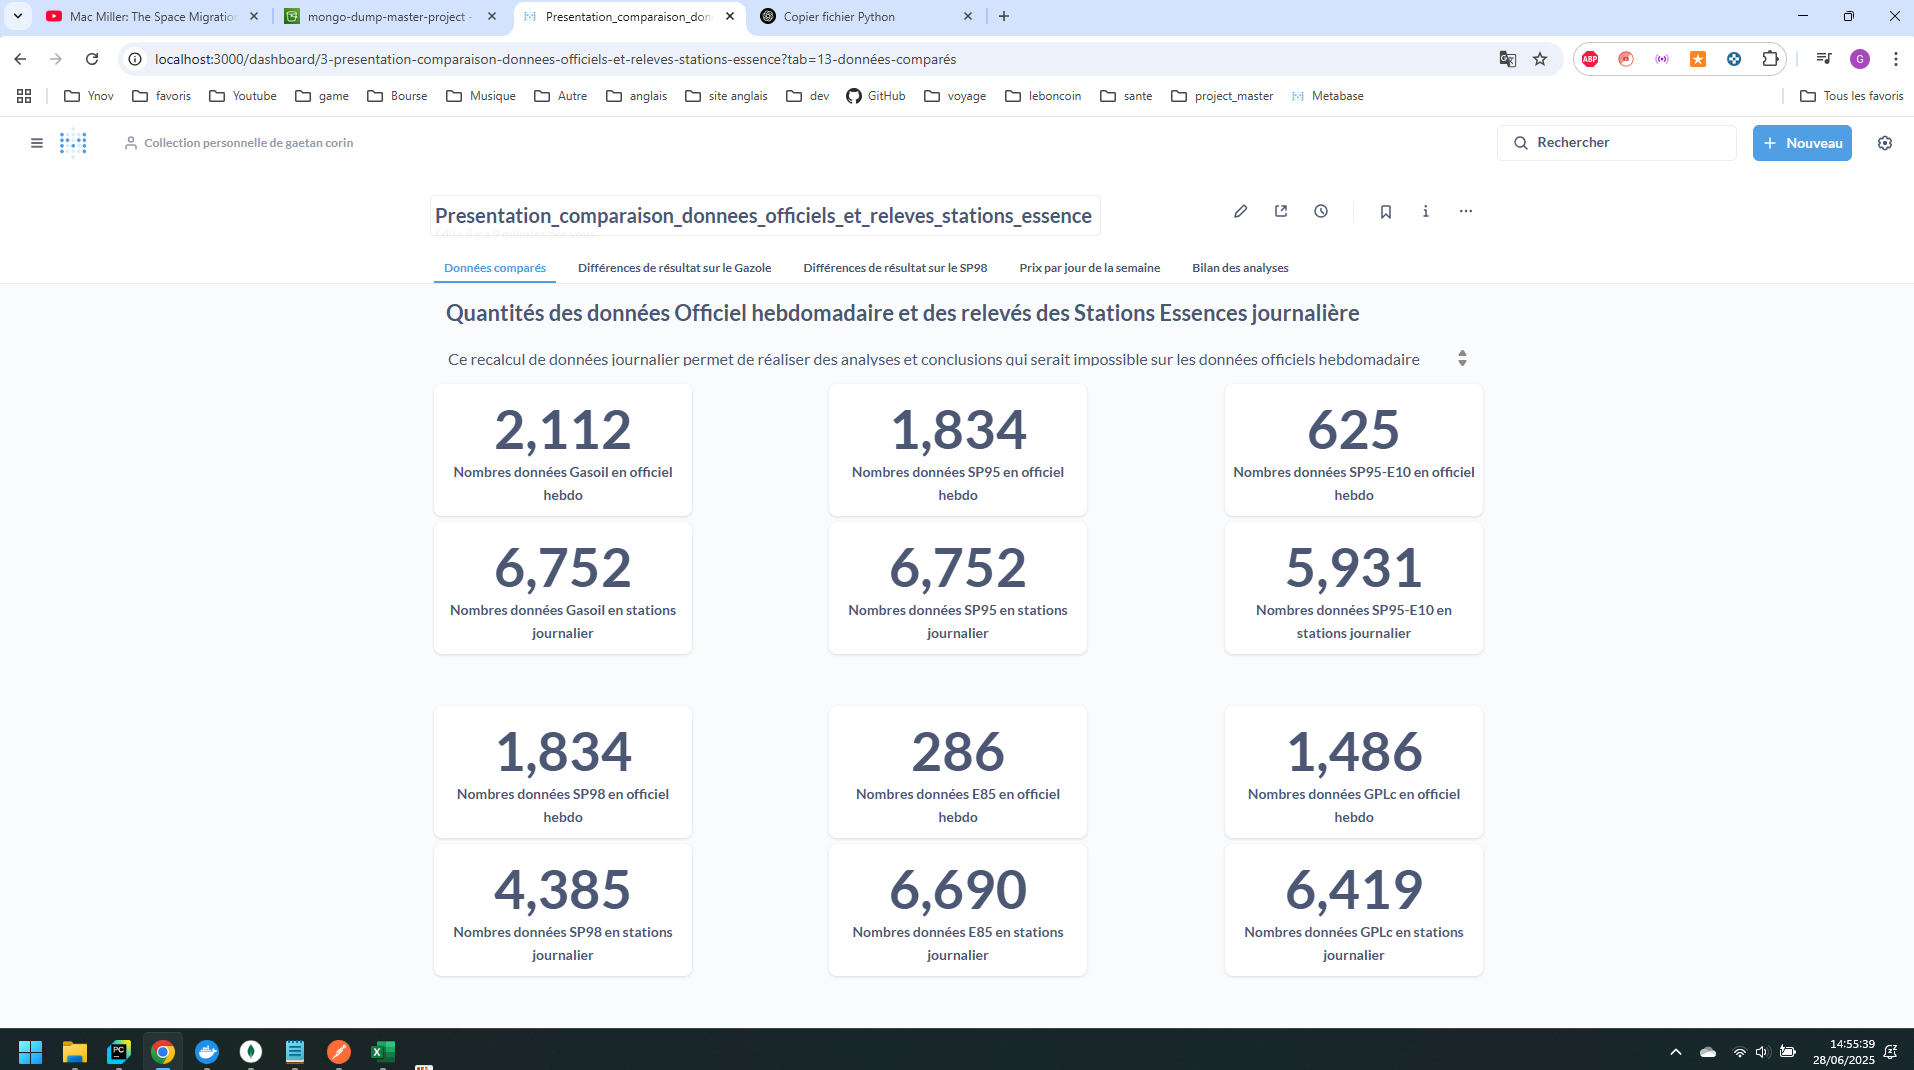 Mac Miller: The Space Migratio
mongo-dump-master-project
Presentation_comparaison_don
Copier fichier Python
localhost:3000/dashboard/3-presentation-comparaison-donnees-officiels-et-releves-stations-essence?tab=13-données-comparés
ABP
G
Ynov
favoris
Youtube
game
Bourse
Musique
Autre
anglais
site anglais
dev
GitHub
voyage
leboncoin
sante
project_master
Metabase
Tous les favoris
Collection personnelle de gaetan corin
Rechercher
Nouveau
Presentation_comparaison_donnees_officiels_et_releves_stations_essence
Données comparés
Différences de résultat sur le Gazole
Différences de résultat sur le SP98
Prix par jour de la semaine
Bilan des analyses
Quantités des données Officiel hebdomadaire et des relevés des Stations Essences journalière
Ce recalcul de données journalier permet de réaliser des analyses et conclusions qui serait impossible sur les données officiels hebdomadaire
2,112
Nombres données Gasoil en officiel
hebdo
1,834
Nombres données SP95 en officiel
hebdo
625
Nombres données SP95-E10 en officiel
hebdo
6,752
Nombres données Gasoil en stations
journalier
6,752
Nombres données SP95 en stations
journalier
5,931
Nombres données SP95-E10 en
stations journalier
1,834
Nombres données SP98 en officiel
hebdo
286
Nombres données E85 en officiel
hebdo
1,486
Nombres données GPLc en officiel
hebdo
4,385
Nombres données SP98 en stations
journalier
6,690
Nombres données E85 en stations
journalier
6,419
Nombres données GPLc en stations
journalier
PC
14:55:39
28/06/2025